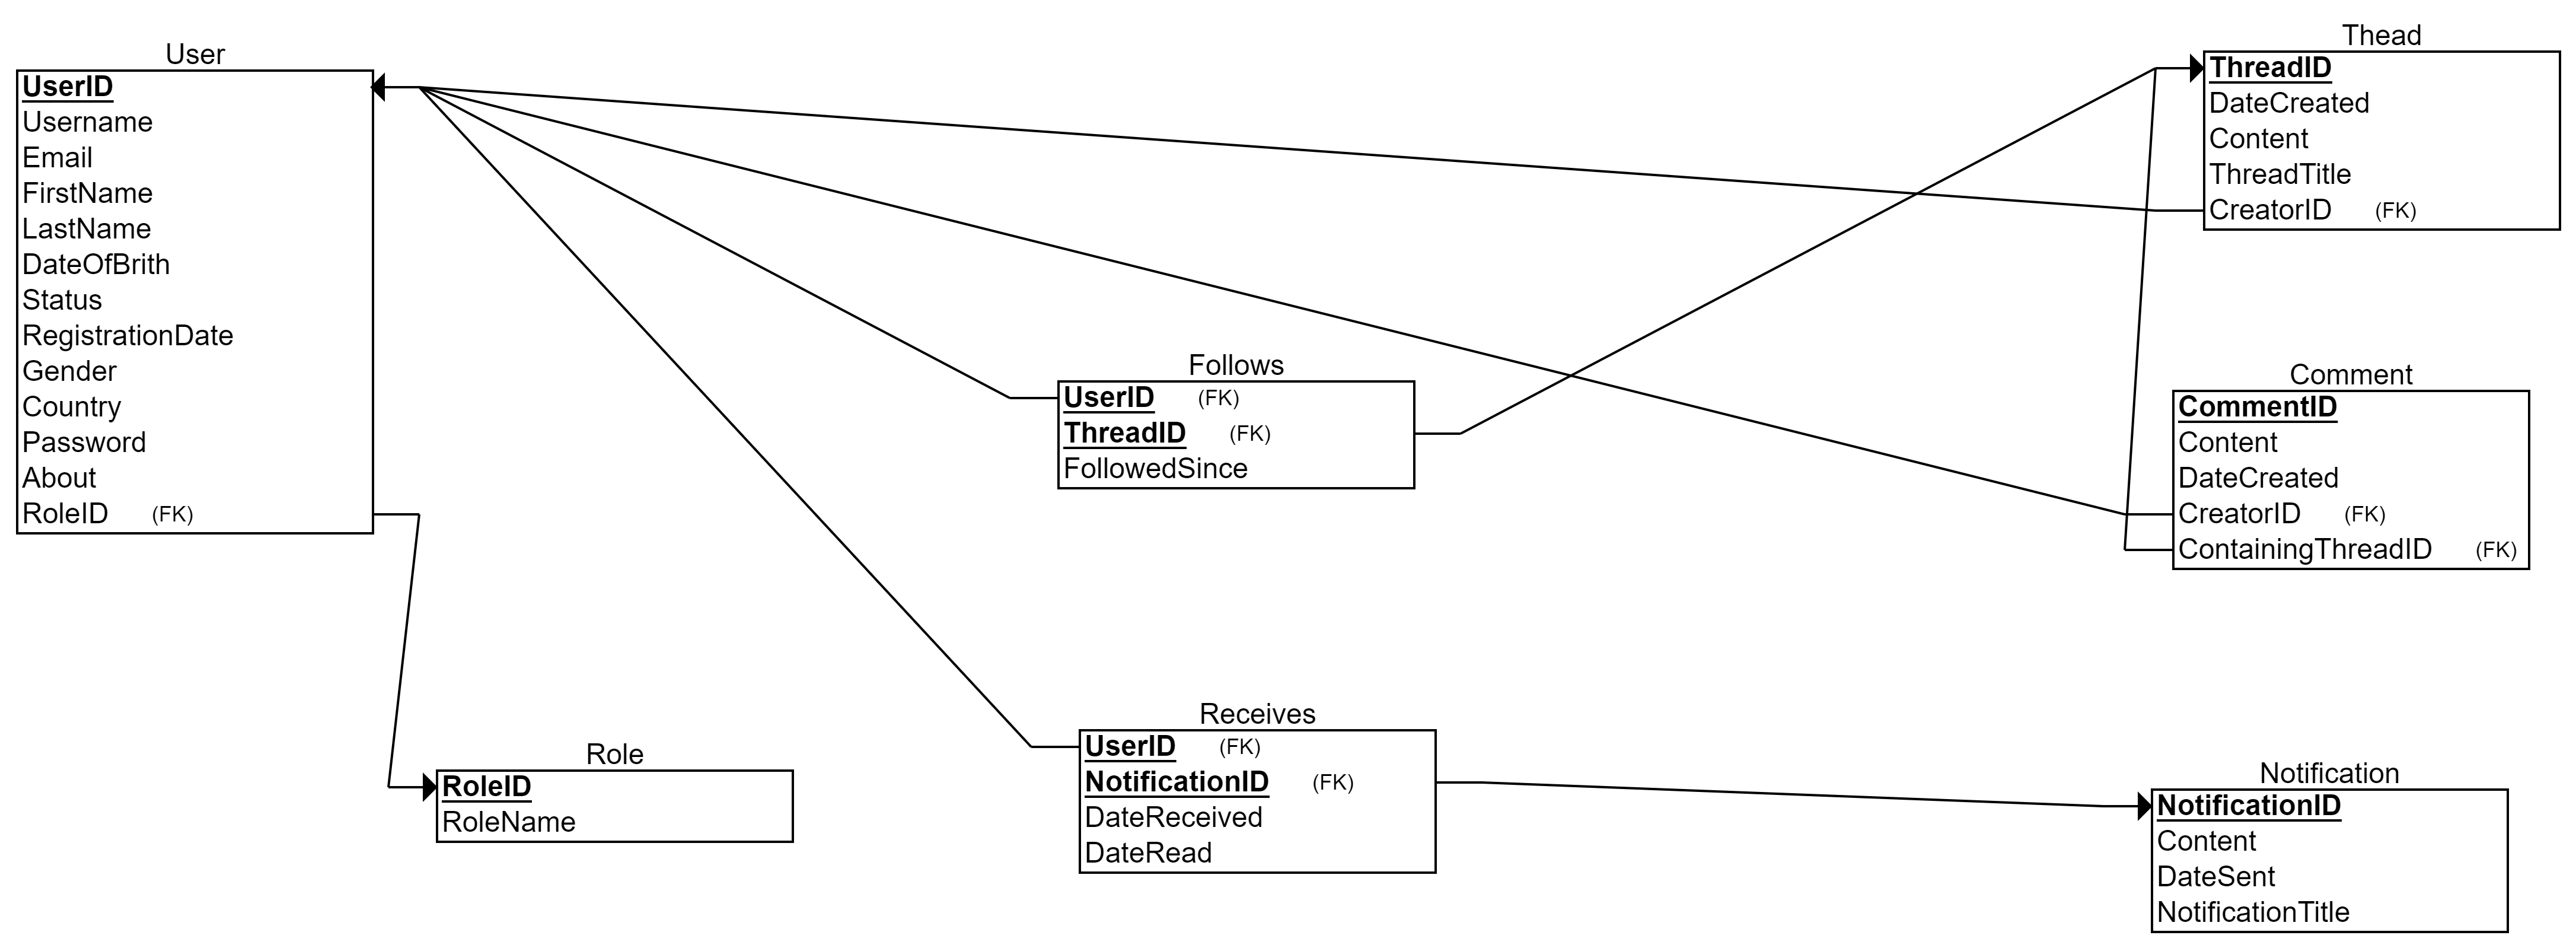 User
UserID
Username
Email
FirstName
LastName
DateOfBrith
Status
RegistrationDate
Gender
Country
Password
About
RoleID (FK)
Role
RoleID
RoleName
Follows
UserID (FK)
ThreadID (FK)
FollowedSince
Receives
UserID (FK)
NotificationID (FK)
DateReceived
DateRead
Thead
ThreadID
DateCreated
Content
ThreadTitle
CreatorID (FK)
Comment
CommentID
Content
DateCreated
CreatorID (FK)
ContainingThreadID (FK)
Notification
NotificationID
Content
DateSent
NotificationTitle